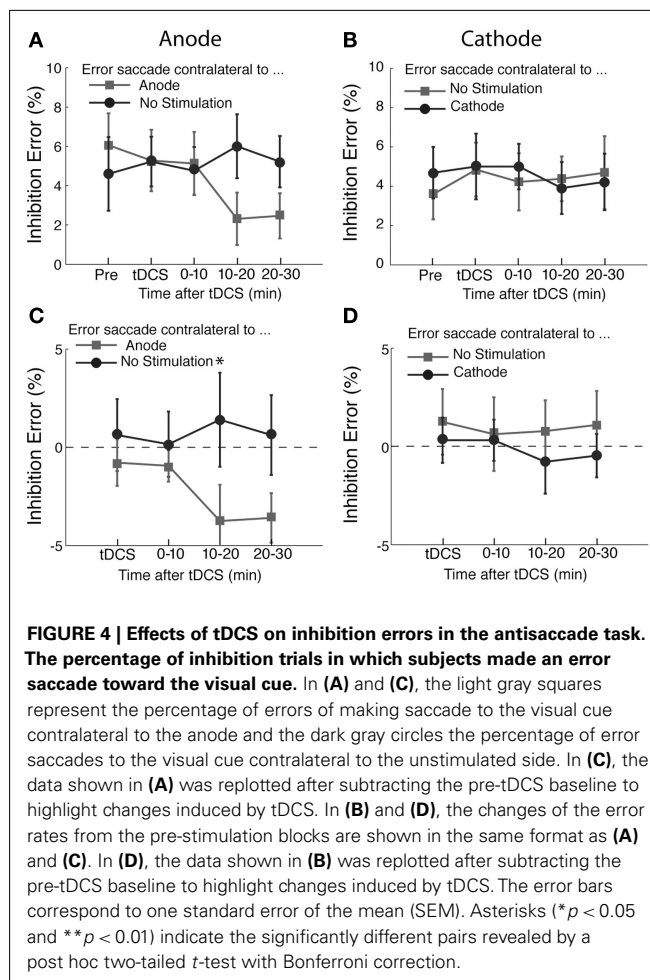 Anode
Cathode
A
Error saccade contralateral to ...
Anode
No Stimulation
Inhibition Error (%)
10
8
6
4
2
0
Pre tDCS 0-10 10-20 20-30
Time after tDCS (min)
B
Error saccade contralateral to ...
No Stimulation
Cathode
Inhibition Error (%)
10
8
6
4
2
0
Pre tDCS 0-10 10-20 20-30
Time after tDCS (min)
C
Error saccade contralateral to ...
Anode
No Stimulation *
Inhibition Error (%)
5
0
-5
tDCS 0-10 10-20 20-30
Time after tDCS (min)
D
Error saccade contralateral to ...
No Stimulation
Cathode
Inhibition Error (%)
5
0
-5
tDCS 0-10 10-20 20-30
Time after tDCS (min)
FIGURE 4 | Effects of tDCS on inhibition errors in the antisaccade task.
The percentage of inhibition trials in which subjects made an error
saccade toward the visual cue. In (A) and (C), the light gray squares
represent the percentage of errors of making saccade to the visual cue
contralateral to the anode and the dark gray circles the percentage of error
saccades to the visual cue contralateral to the unstimulated side. In (C), the
data shown in (A) was replotted after subtracting the pre-tDCS baseline to
highlight changes induced by tDCS. In (B) and (D), the changes of the error
rates from the pre-stimulation blocks are shown in the same format as (A)
and (C). In (D), the data shown in (B) was replotted after subtracting the
pre-tDCS baseline to highlight changes induced by tDCS. The error bars
correspond to one standard error of the mean (SEM). Asterisks (*p < 0.05
and **p < 0.01) indicate the significantly different pairs revealed by a
post hoc two-tailed t-test with Bonferroni correction.